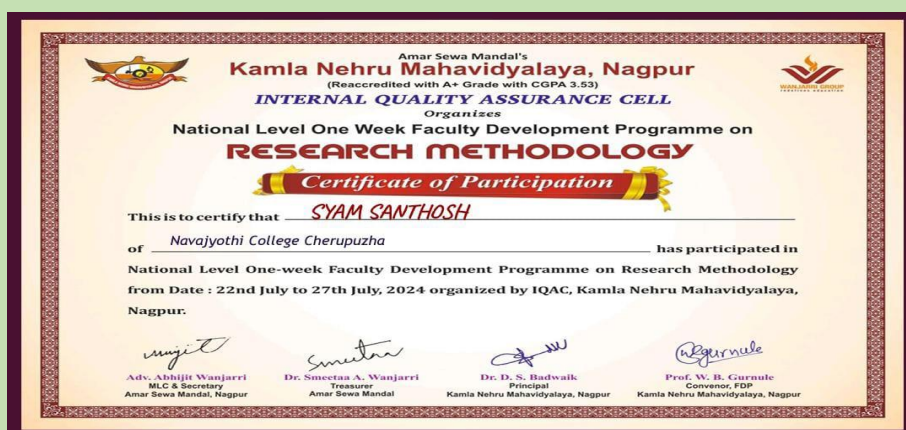 Amar Sewa Mandal's
Kamla Nehru Mahavidyalaya, Nagpur
(Reaccredited with A+ Grade with CGPA 3.53)
WANJARRI GROUP
INTERNAL QUALITY ASSURANCE CELL
Organizes
National Level One Week Faculty Development Programme on
RESEARCH METHODOLOGY
Certificate of Participation
This is to certify that SYAM SANTHOSH
of Navajyothi College Cherupuzha has participated in
National Level One-week Faculty Development Programme on Research Methodology
from Date : 22nd July to 27th July, 2024 organized by IQAC, Kamla Nehru Mahavidyalaya,
Nagpur.
Adv. Abhijit Wanjarri
MLC & Secretary
Amar Sewa Mandal, Nagpur
Dr. Smeetaa A. Wanjarri
Treasurer
Amar Sewa Mandal
Dr. D. S. Badwaik
Principal
Kamla Nehru Mahavidyalaya, Nagpur
Prof. W. B. Gurnule
Convenor, FDP
Kamla Nehru Mahavidyalaya, Nagpur